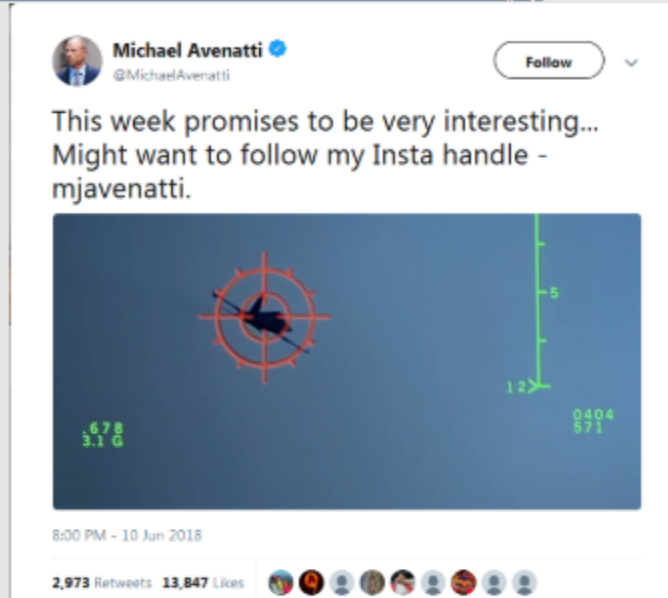 Michael Avenatti
@MichaelAvenatti
Follow
This week promises to be very interesting...
Might want to follow my Insta handle -
mjavenatti.
5
12
.678
3.1 G
0404
571
8:00 PM - 10 Jun 2018
2,973 Retweets 13,847 Likes
Q